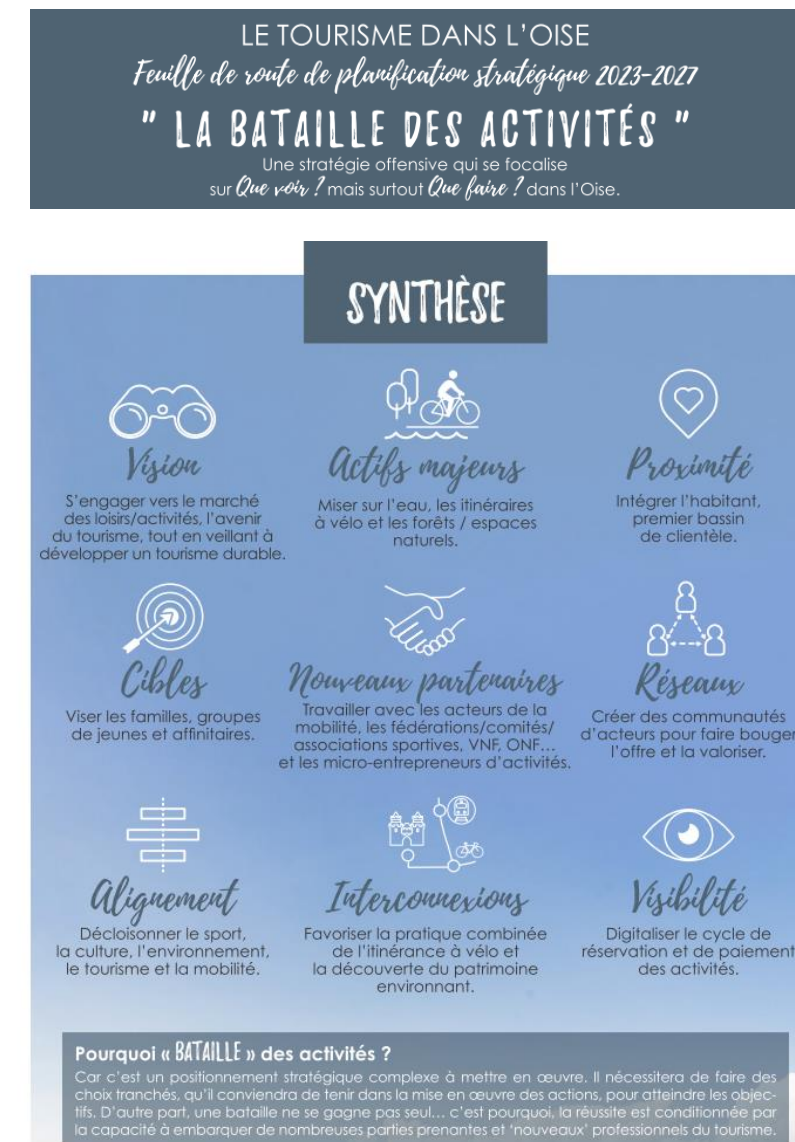 LE TOURISME DANS L'OISE
Feuille de route de planification stratégique 2023-2027
" LA BATAILLE DES ACTIVITÉS "
Une stratégie offensive qui se focalise
sur Que voir ? mais surtout Que faire ? dans l'Oise.
SYNTHÈSE
Vision
S'engager vers le marché
des loisirs/activités, l'avenir
du tourisme, tout en veillant à
développer un tourisme durable.
Actifs majeurs
Miser sur l'eau, les itinéraires
à vélo et les forêts / espaces
naturels.
Proximité
Intégrer l'habitant,
premier bassin
de clientèle.
Cibles
Viser les familles, groupes
de jeunes et affinitaires.
Nouveaux partenaires
Travailler avec les acteurs de la
mobilité, les fédérations/comités/
associations sportives, VNF, ONF...
et les micro-entrepreneurs d'activités.
Réseaux
Créer des communautés
d'acteurs pour faire bouger
l'offre et la valoriser.
Alignement
Décloisonner le sport,
la culture, l'environnement,
le tourisme et la mobilité.
Interconnexions
Favoriser la pratique combinée
de l'itinérance à vélo et
la découverte du patrimoine
environnant.
Visibilité
Digitaliser le cycle de
réservation et de paiement
des activités.
Pourquoi « BATAILLE » des activités ?
Car c'est un positionnement stratégique complexe à mettre en œuvre. Il nécessitera de faire des
choix tranchés, qu'il conviendra de tenir dans la mise en œuvre des actions, pour atteindre les objec-
tifs. D'autre part, une bataille ne se gagne pas seul... c'est pourquoi, la réussite est conditionnée par
la capacité à embarquer de nombreuses parties prenantes et 'nouveaux' professionnels du tourisme.